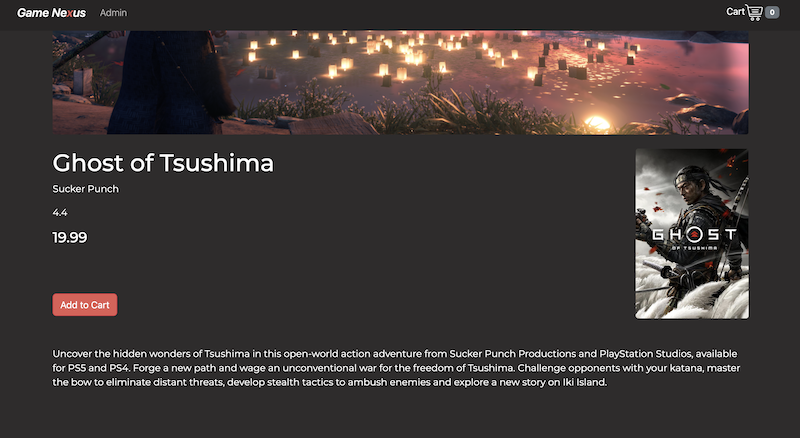 Game Nexus
Admin
Cart
0
Ghost of Tsushima
Sucker Punch
4.4
19.99
GHOST
OF TSUSHIMA
Add to Cart
Uncover the hidden wonders of Tsushima in this open-world action adventure from Sucker Punch Productions and PlayStation Studios, available
for PS5 and PS4. Forge a new path and wage an unconventional war for the freedom of Tsushima. Challenge opponents with your katana, master
the bow to eliminate distant threats, develop stealth tactics to ambush enemies and explore a new story on Iki Island.